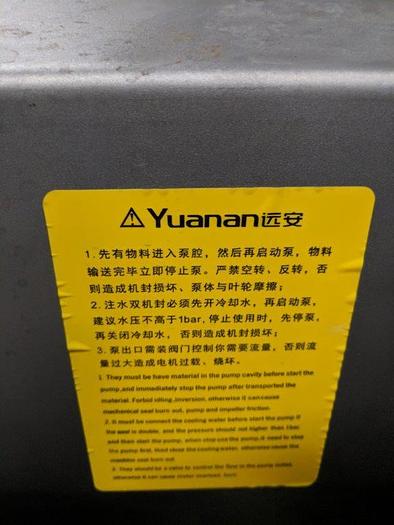 ⚠Yuanan远安
1.先有物料进入泵腔，然后再启动泵，物料
输送完毕立即停止泵。严禁空转、反转，否
则造成机封损坏、泵体与叶轮摩擦；
2.注水双机封必须先开冷却水，再启动泵，
建议水压不高于1bar,停止使用时，先停泵，
再关闭冷却水，否则造成机封损坏；
3.泵出口需装阀门控制你需要流量，否则流
量过大造成电机过载、烧坏。
1. They must be have material in the pump cavity before start the
pump,and immediately stop the pump after transported the
material. Forbid idling ,inversion, otherwise it can cause
mechanical seal burn out, pump and impeller friction.
2.It must be connect the cooling water before start the pump if
the seal is double, and the pressure should not higher than 1bar
and then start the pump, when stop use the pump,it need to stop
the pump first, then close the cooling water, otherwise cause the
machine seal burn out.
3. They should be a valve to control the flow in the pump outlet,
otherwise it can cause motor overload, burn